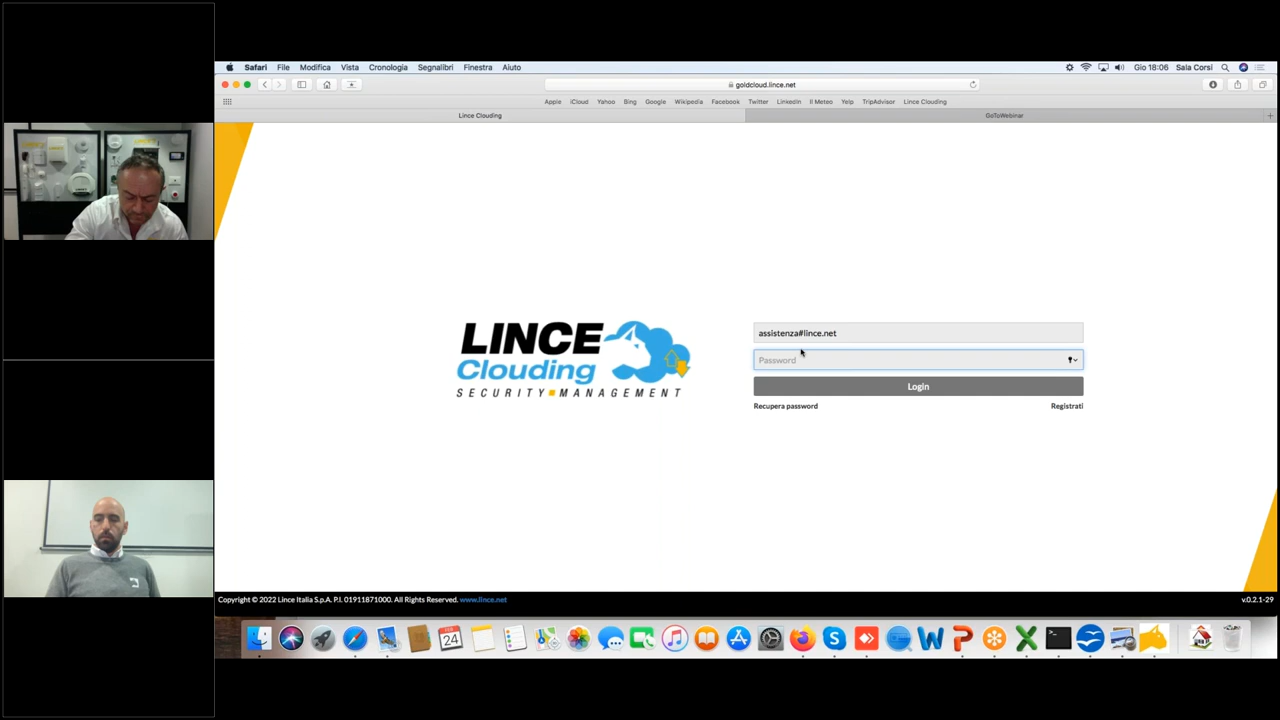 Safari File Modifica Vista Cronologia Segnalibri Finestra Aiuto
Gio 18:06 Sala Corsi
goldcloud.lince.net
Apple iCloud Yahoo Bing Google Wikipedia Facebook Twitter LinkedIn Il Meteo Yelp TripAdvisor Lince Clouding
Lince Clouding
GoToWebinar
LINCE
Clouding
SECURITY MANAGEMENT
assistenza#lince.net
Password
Login
Recupera password
Registrati
Copyright © 2022 Lince Italia S.p.A. P.I. 01911871000. All Rights Reserved. www.lince.net
v.0.2.1-29
24